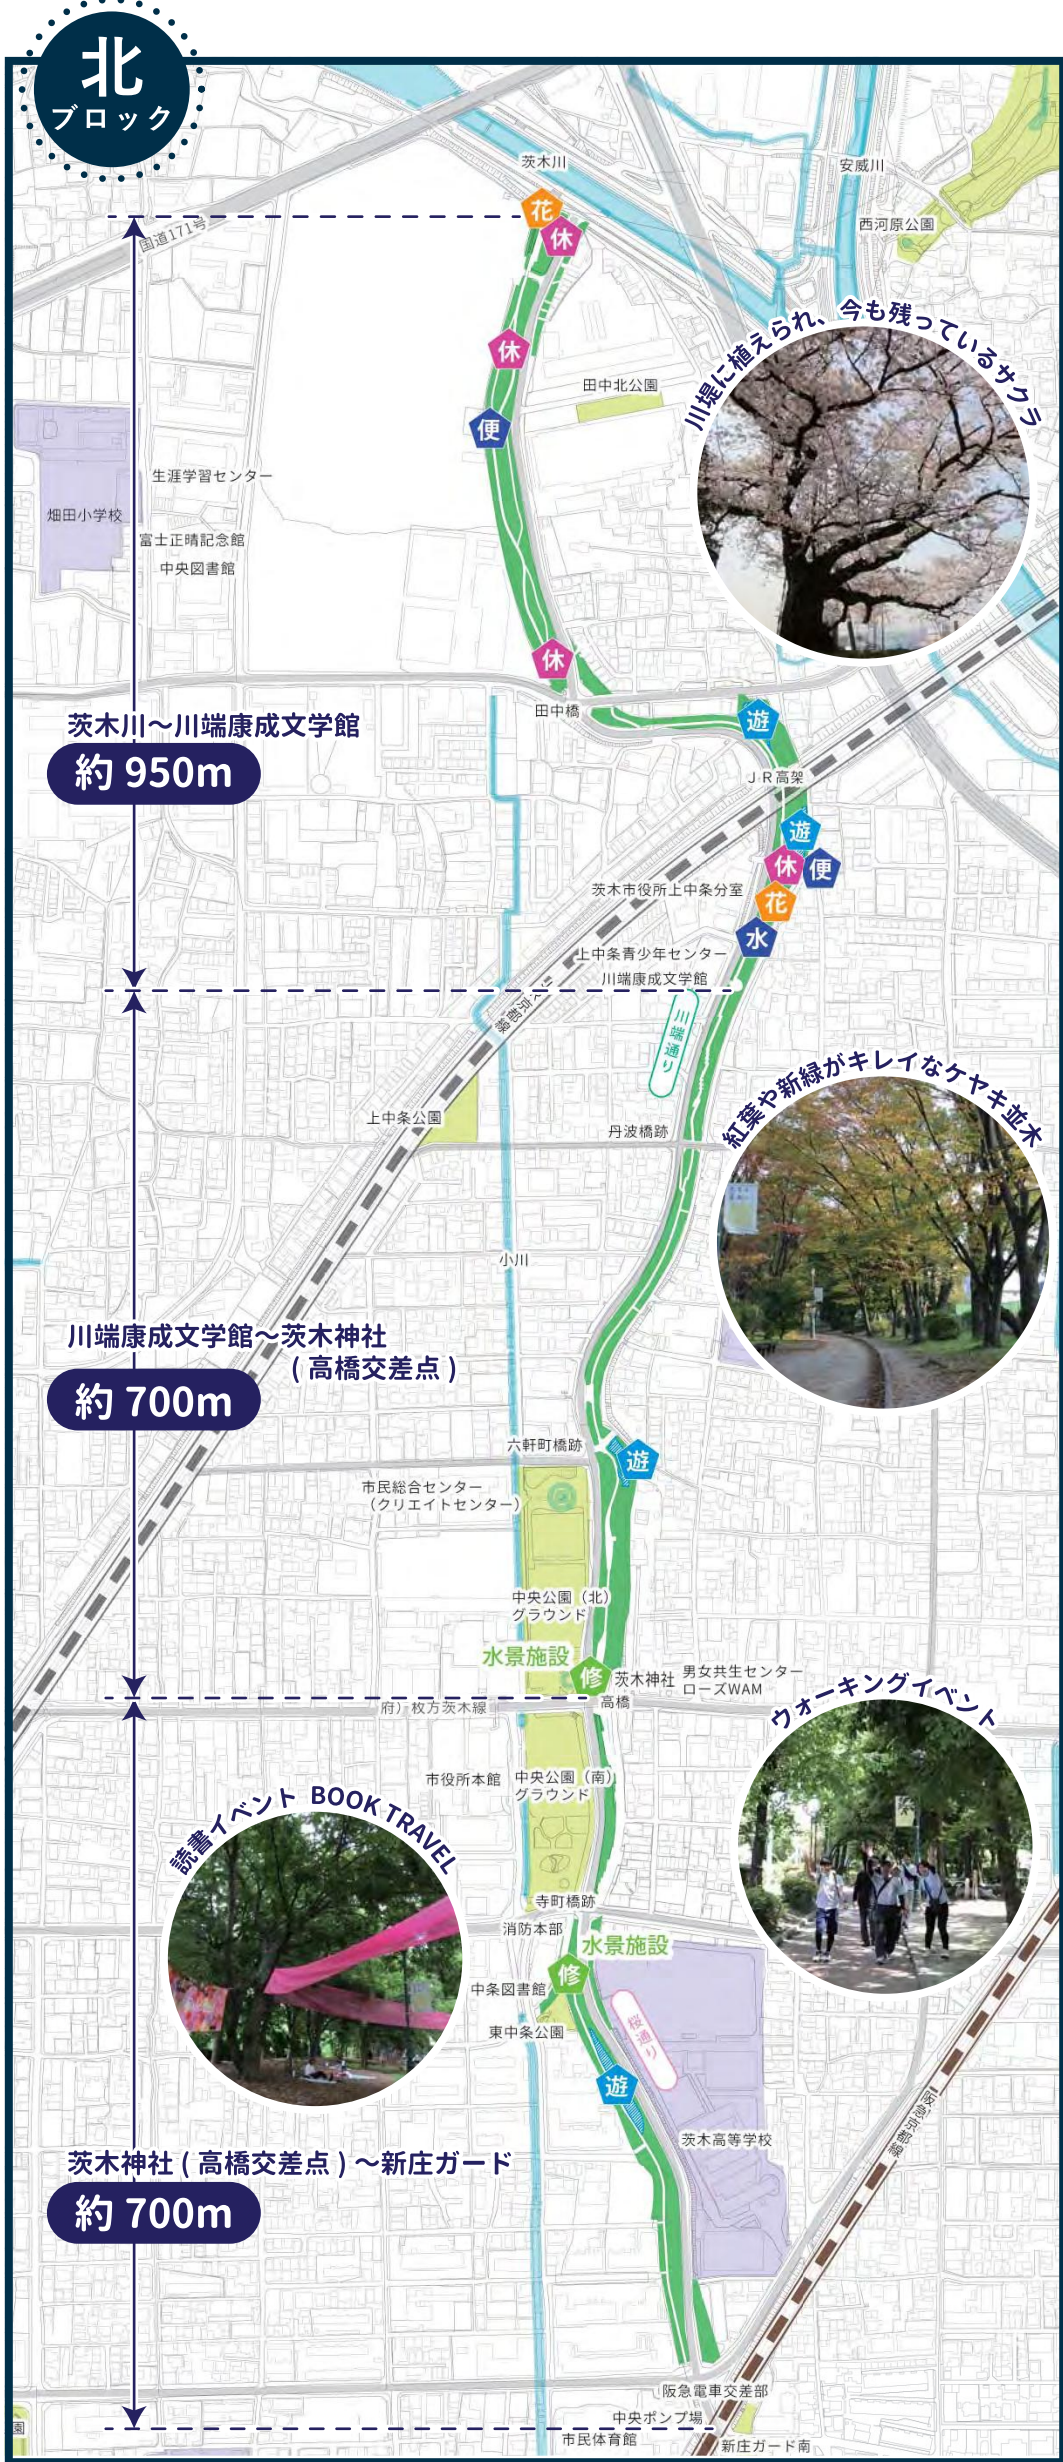 北
ブロック
茨木川
安威川
西河原公園
花
休
国道171号
川堤に植えられ、今も残っているサクラ
休
田中北公園
便
生涯学習センター
畑田小学校
富士正晴記念館
中央図書館
休
田中橋
遊
茨木川～川端康成文学館
約 950m
JR高架
遊
休
便
茨木市役所上中条分室
花
水
上中条青少年センター
川端康成文学館
京都線
川端通り
紅葉や新緑がキレイなケヤキ並木
上中条公園
丹波橋跡
小川
川端康成文学館～茨木神社
(高橋交差点)
約 700m
六軒町橋跡
遊
市民総合センター
(クリエイトセンター)
中央公園（北）
グラウンド
水景施設
修
茨木神社
男女共生センター
ローズWAM
高橋
府）枚方茨木線
ウォーキングイベント
市役所本館
中央公園（南）
グラウンド
読書イベント BOOK TRAVEL
寺町橋跡
消防本部
水景施設
修
中条図書館
東中条公園
桜通り
遊
阪急京都線
茨木高等学校
茨木神社(高橋交差点)～新庄ガード
約 700m
阪急電車交差部
中央ポンプ場
市民体育館
新庄ガード南
園